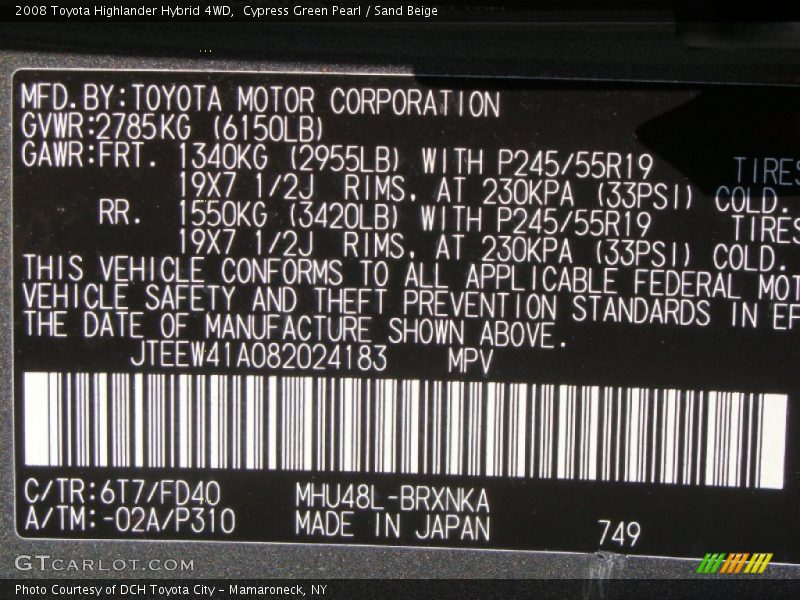 2008 Toyota Highlander Hybrid 4WD,  Cypress Green Pearl / Sand Beige
MFD.BY:TOYOTA MOTOR CORPORATION
GVWR:2785KG (6150LB)
GAWR:FRT. 1340KG (2955LB) WITH P245/55R19 TIRES
19X7 1/2J RIMS, AT 230KPA (33PSI) COLD.
RR. 1550KG (3420LB) WITH P245/55R19 TIRES
19X7 1/2J RIMS, AT 230KPA (33PSI) COLD.
THIS VEHICLE CONFORMS TO ALL APPLICABLE FEDERAL MOT
VEHICLE SAFETY AND THEFT PREVENTION STANDARDS IN EF
THE DATE OF MANUFACTURE SHOWN ABOVE.
JTEEW41A082024183 MPV
C/TR:6T7/FD40 MHU48L-BRXNKA
A/TM:-02A/P310 MADE IN JAPAN 749
GTCARLOT.COM
Photo Courtesy of DCH Toyota City - Mamaroneck, NY